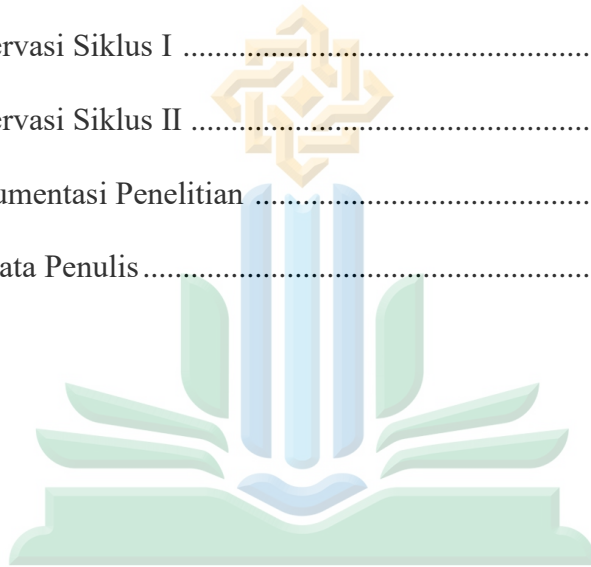 ervasi Siklus I ..................................................
ervasi Siklus II .................................................
umentasi Penelitian .........................................
ata Penulis......................................................